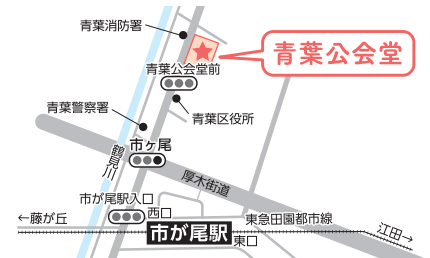 青葉消防署
青葉公会堂
青葉公会堂前
青葉警察署
青葉区役所
市ヶ尾
鶴見川
厚木街道
市が尾駅入口
←藤が丘
西口
東急田園都市線
市が尾駅
東口
江田→